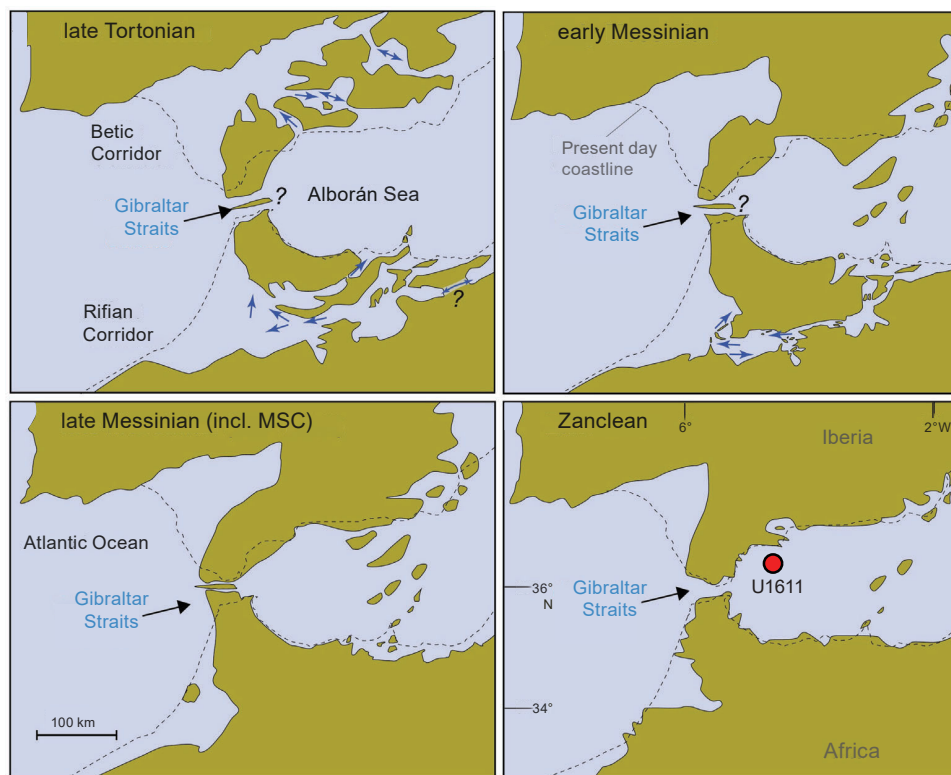 late Tortonian
Betic
Corridor
Gibraltar
Straits
?
Alborán Sea
Rifian
Corridor
?
early Messinian
Present day
coastline
Gibraltar
Straits
?
late Messinian (incl. MSC)
Atlantic Ocean
Gibraltar
Straits
100 km
Zanclean
6°
2°W
Iberia
U1611
Gibraltar
Straits
36°
N
34°
Africa